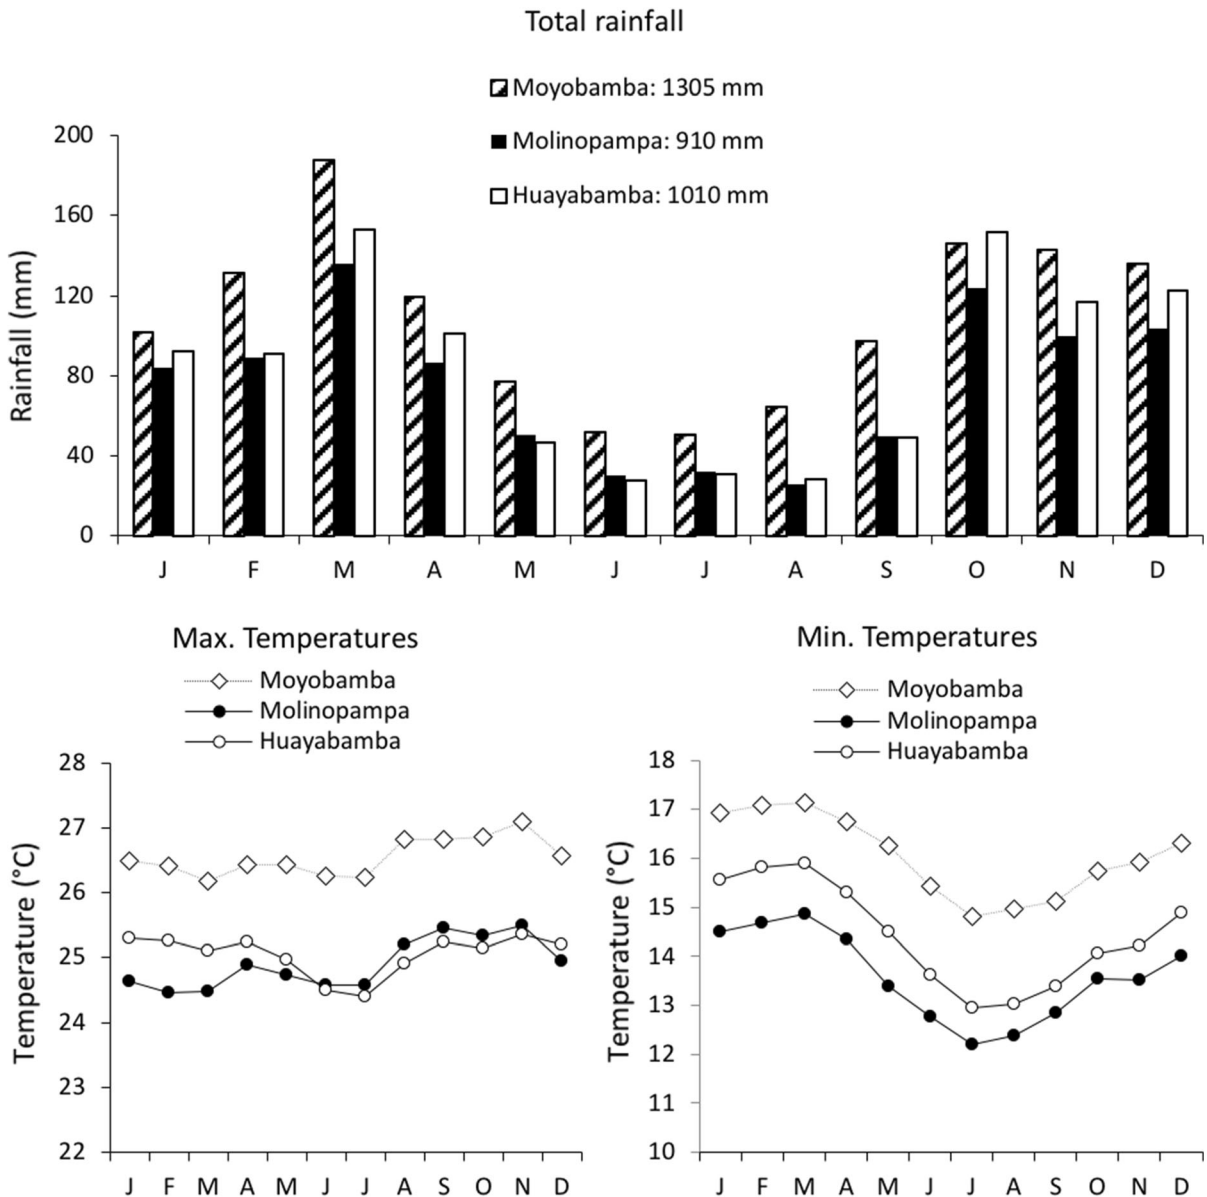 Total rainfall
Moyobamba: 1305 mm
Molinopampa: 910 mm
Huayabamba: 1010 mm
Rainfall (mm)
200
160
120
80
40
0
J F M A M J J A S O N D
Max. Temperatures
Moyobamba
Molinopampa
Huayabamba
Temperature (°C)
28
27
26
25
24
23
22
J F M A M J J A S O N D
Min. Temperatures
Moyobamba
Molinopampa
Huayabamba
Temperature (°C)
18
17
16
15
14
13
12
11
10
J F M A M J J A S O N D